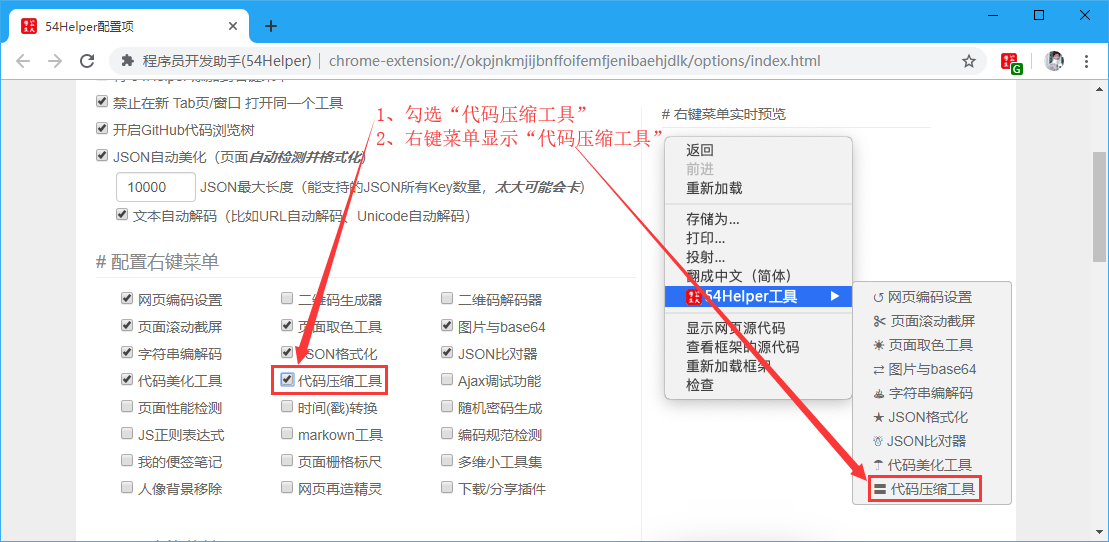 54Helper配置项
程序员开发助手(54Helper)
chrome-extension://okpjnkmjijbnffoifemfjenibaehjdlk/options/index.html
禁止在新 Tab页/窗口 打开同一个工具
开启GitHub代码浏览树
JSON自动美化（页面自动检测并格式化）
10000 JSON最大长度（能支持的JSON所有Key数量，太大可能会卡）
文本自动解码（比如URL自动解码、Unicode自动解码）
1、勾选“代码压缩工具”
2、右键菜单显示“代码压缩工具”
# 配置右键菜单
网页编码设置 二维码生成器 二维码解码器
页面滚动截屏 页面取色工具 图片与base64
字符串编解码 JSON格式化 JSON比对器
代码美化工具 代码压缩工具 Ajax调试功能
页面性能检测 时间(戳)转换 随机密码生成
JS正则表达式 markown工具 编码规范检测
我的便签笔记 页面栅格标尺 多维小工具集
人像背景移除 网页再造精灵 下载/分享插件
# 右键菜单实时预览
返回
前进
重新加载
存储为...
打印...
投射...
翻成中文（简体）
54Helper工具
显示网页源代码
查看框架的源代码
重新加载框架
检查
网页编码设置
页面滚动截屏
页面取色工具
图片与base64
字符串编解码
JSON格式化
JSON比对器
代码美化工具
代码压缩工具